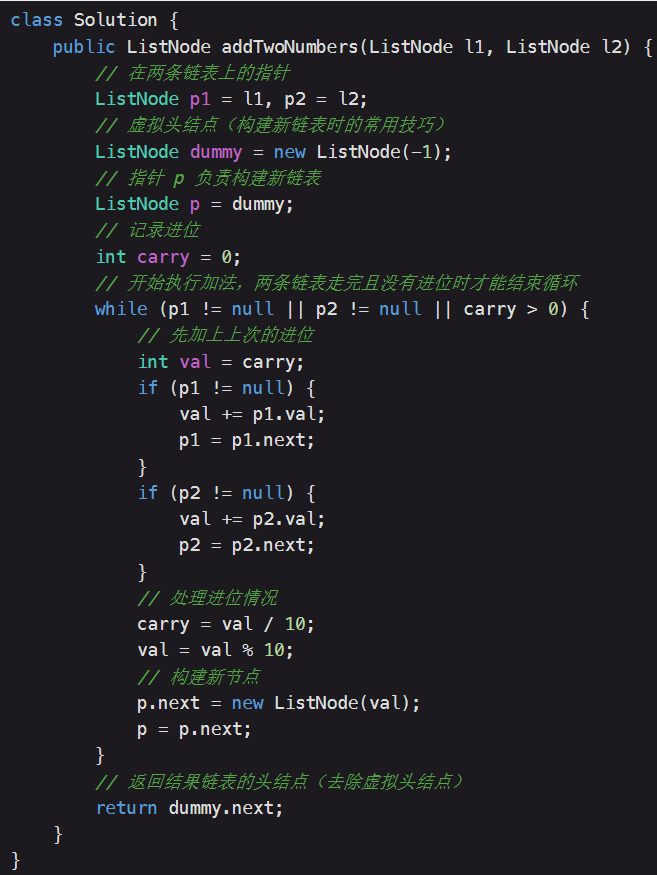 class Solution {
    public ListNode addTwoNumbers(ListNode l1, ListNode l2) {
        // 在两条链表上的指针
        ListNode p1 = l1, p2 = l2;
        // 虚拟头结点（构建新链表时的常用技巧）
        ListNode dummy = new ListNode(-1);
        // 指针 p 负责构建新链表
        ListNode p = dummy;
        // 记录进位
        int carry = 0;
        // 开始执行加法，两条链表走完且没有进位时才能结束循环
        while (p1 != null || p2 != null || carry > 0) {
            // 先加上上次的进位
            int val = carry;
            if (p1 != null) {
                val += p1.val;
                p1 = p1.next;
            }
            if (p2 != null) {
                val += p2.val;
                p2 = p2.next;
            }
            // 处理进位情况
            carry = val / 10;
            val = val % 10;
            // 构建新节点
            p.next = new ListNode(val);
            p = p.next;
        }
        // 返回结果链表的头结点（去除虚拟头结点）
        return dummy.next;
    }
}